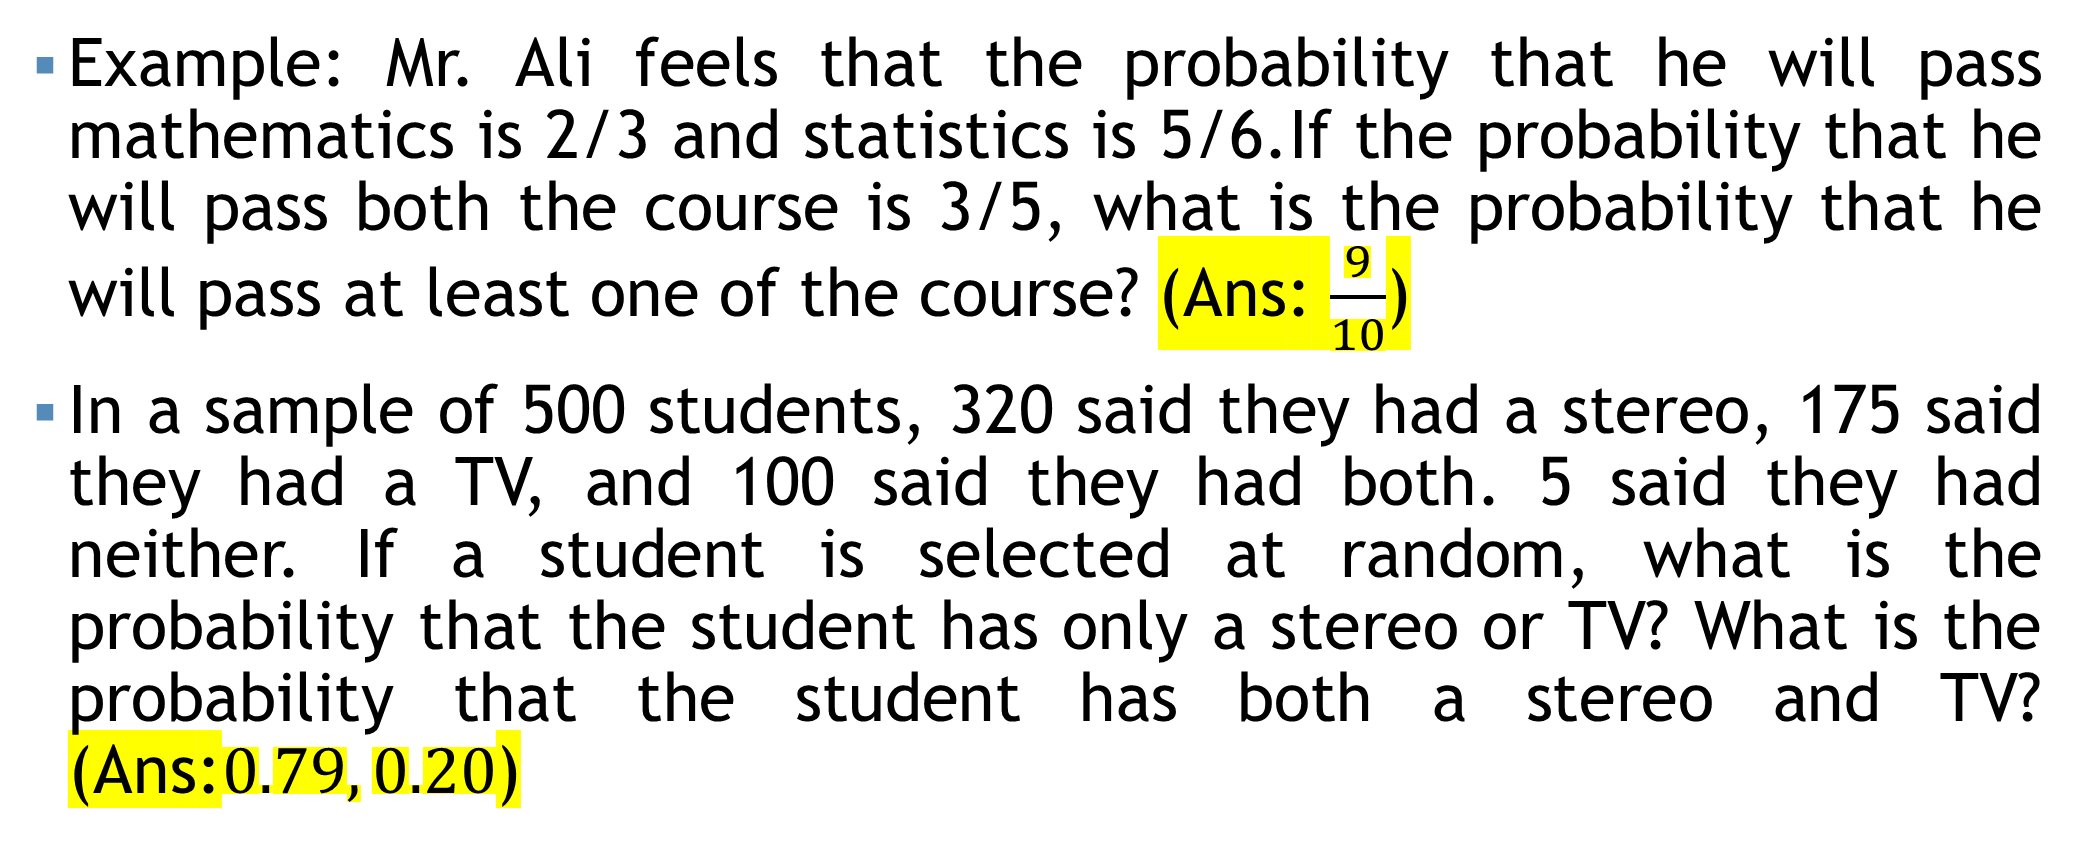 ▪ Example: Mr. Ali feels that the probability that he will pass
mathematics is 2/3 and statistics is 5/6.If the probability that he
will pass both the course is 3/5, what is the probability that he
will pass at least one of the course? (Ans: 9/10)
▪ In a sample of 500 students, 320 said they had a stereo, 175 said
they had a TV, and 100 said they had both. 5 said they had
neither. If a student is selected at random, what is the
probability that the student has only a stereo or TV? What is the
probability that the student has both a stereo and TV?
(Ans:0.79, 0.20)